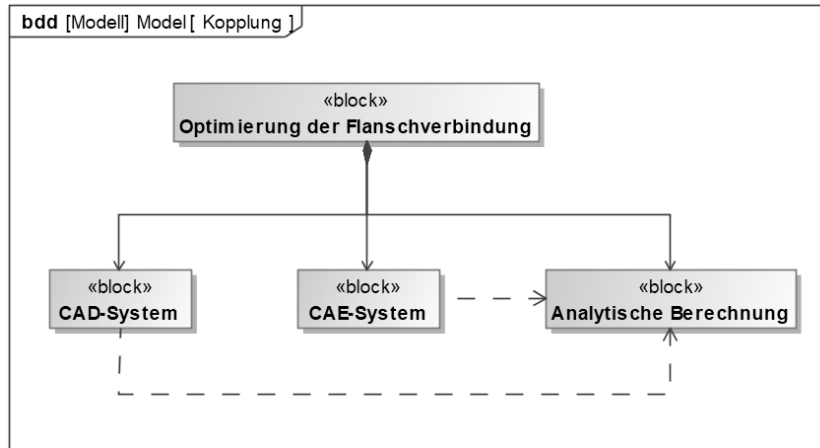 bdd [Modell] Model [ Kopplung ]
«block»
Optimierung der Flanschverbindung
«block»
CAD-System
«block»
CAE-System
«block»
Analytische Berechnung